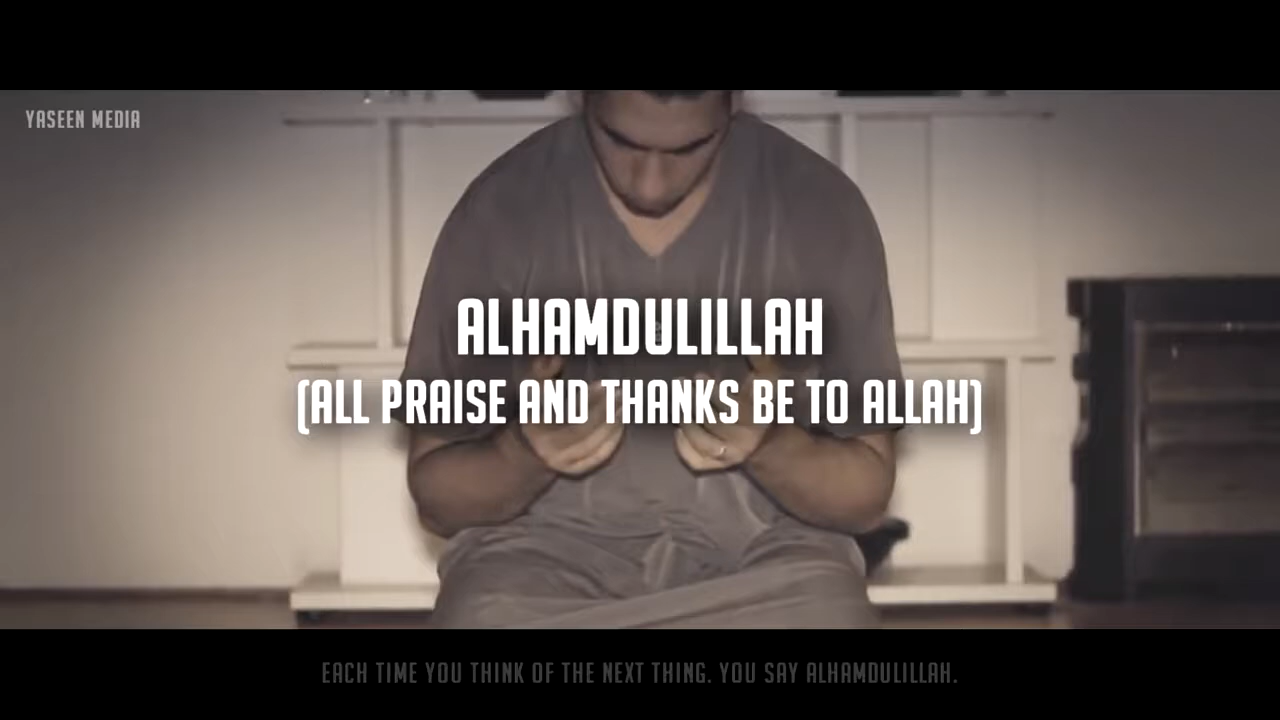 YASEEN MEDIA
ALHAMDULILLAH
(ALL PRAISE AND THANKS BE TO ALLAH)
EACH TIME YOU THINK OF THE NEXT THING. YOU SAY ALHAMDULILLAH.